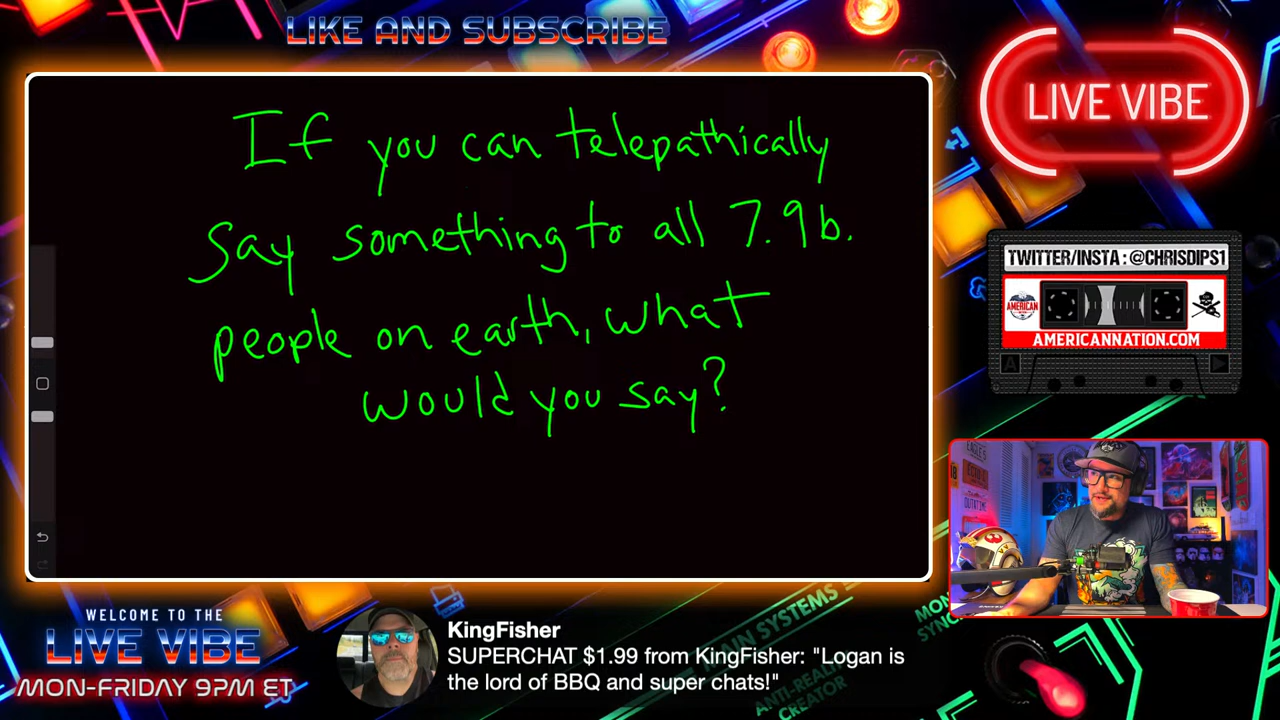 LIKE AND SUBSCRIBE
LIVE VIBE
If you can telepathically
Say something to all 7.9 b.
people on earth, what
would you say?
TWITTER/INSTA : @CHRISDIPS1
AMERICAN
AMERICANNATION.COM
A
WELCOME TO THE
LIVE VIBE
MON-FRIDAY 9PM ET
KingFisher
SUPERCHAT $1.99 from KingFisher: "Logan is
the lord of BBQ and super chats!"